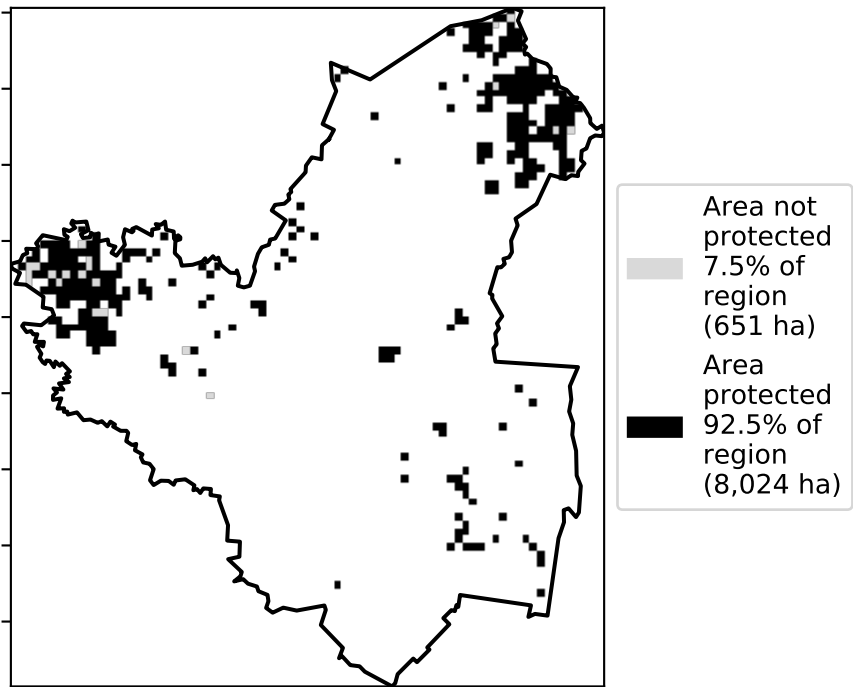 Area not
protected
7.5% of
region
(651 ha)
Area
protected
92.5% of
region
(8,024 ha)